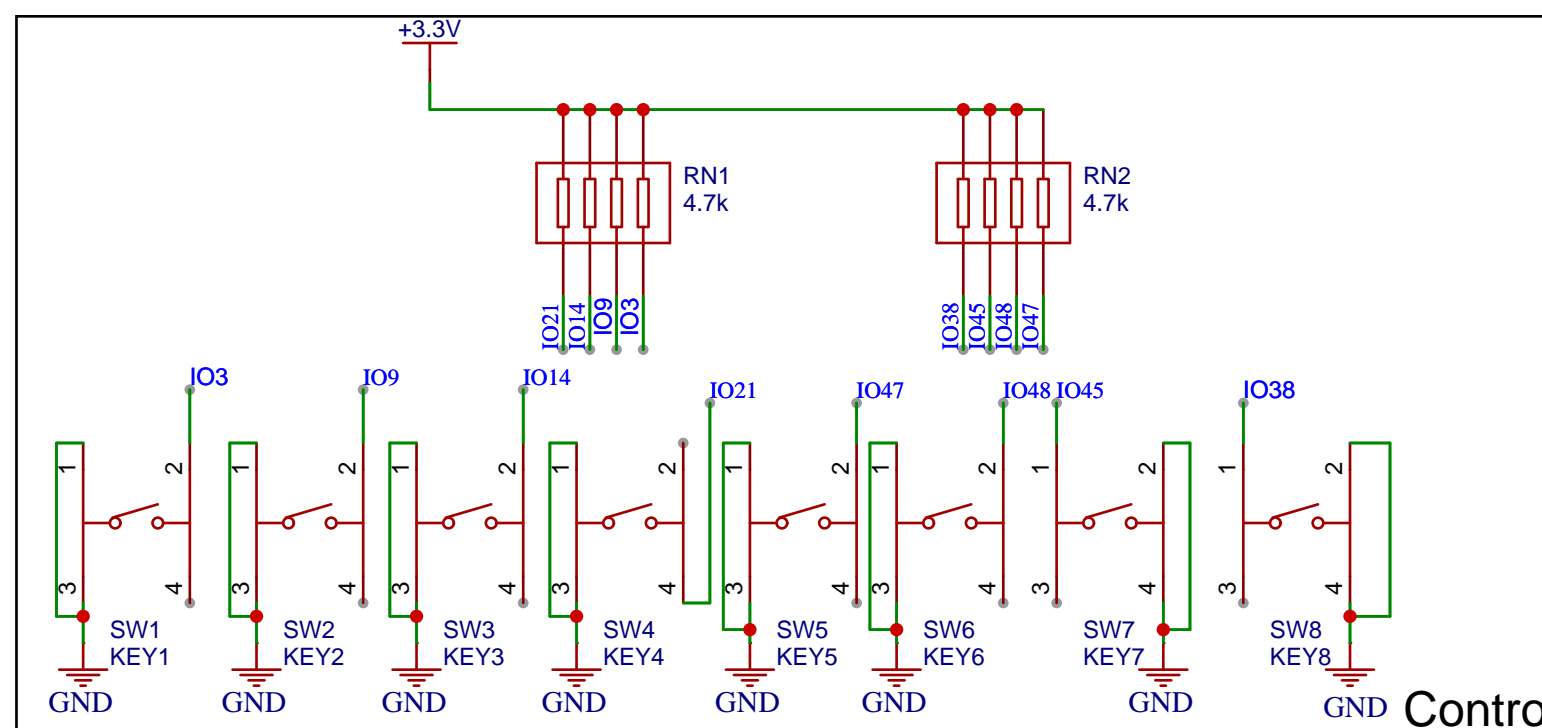 +3.3V
RN1
4.7k
RN2
4.7k
IO21
IO14
IO9
IO3
IO38
IO45
IO48
IO47
IO3
IO9
IO14
IO21
IO47
IO48
IO45
IO38
1 2 1 2 1 2 1 2 1 2 1 2 1 2 1 2
3 4 3 4 3 4 3 4 3 4 3 4 3 4 3 4
SW1 SW2 SW3 SW4 SW5 SW6 SW7 SW8
KEY1 KEY2 KEY3 KEY4 KEY5 KEY6 KEY7 KEY8
GND GND GND GND GND GND GND GND
Contro